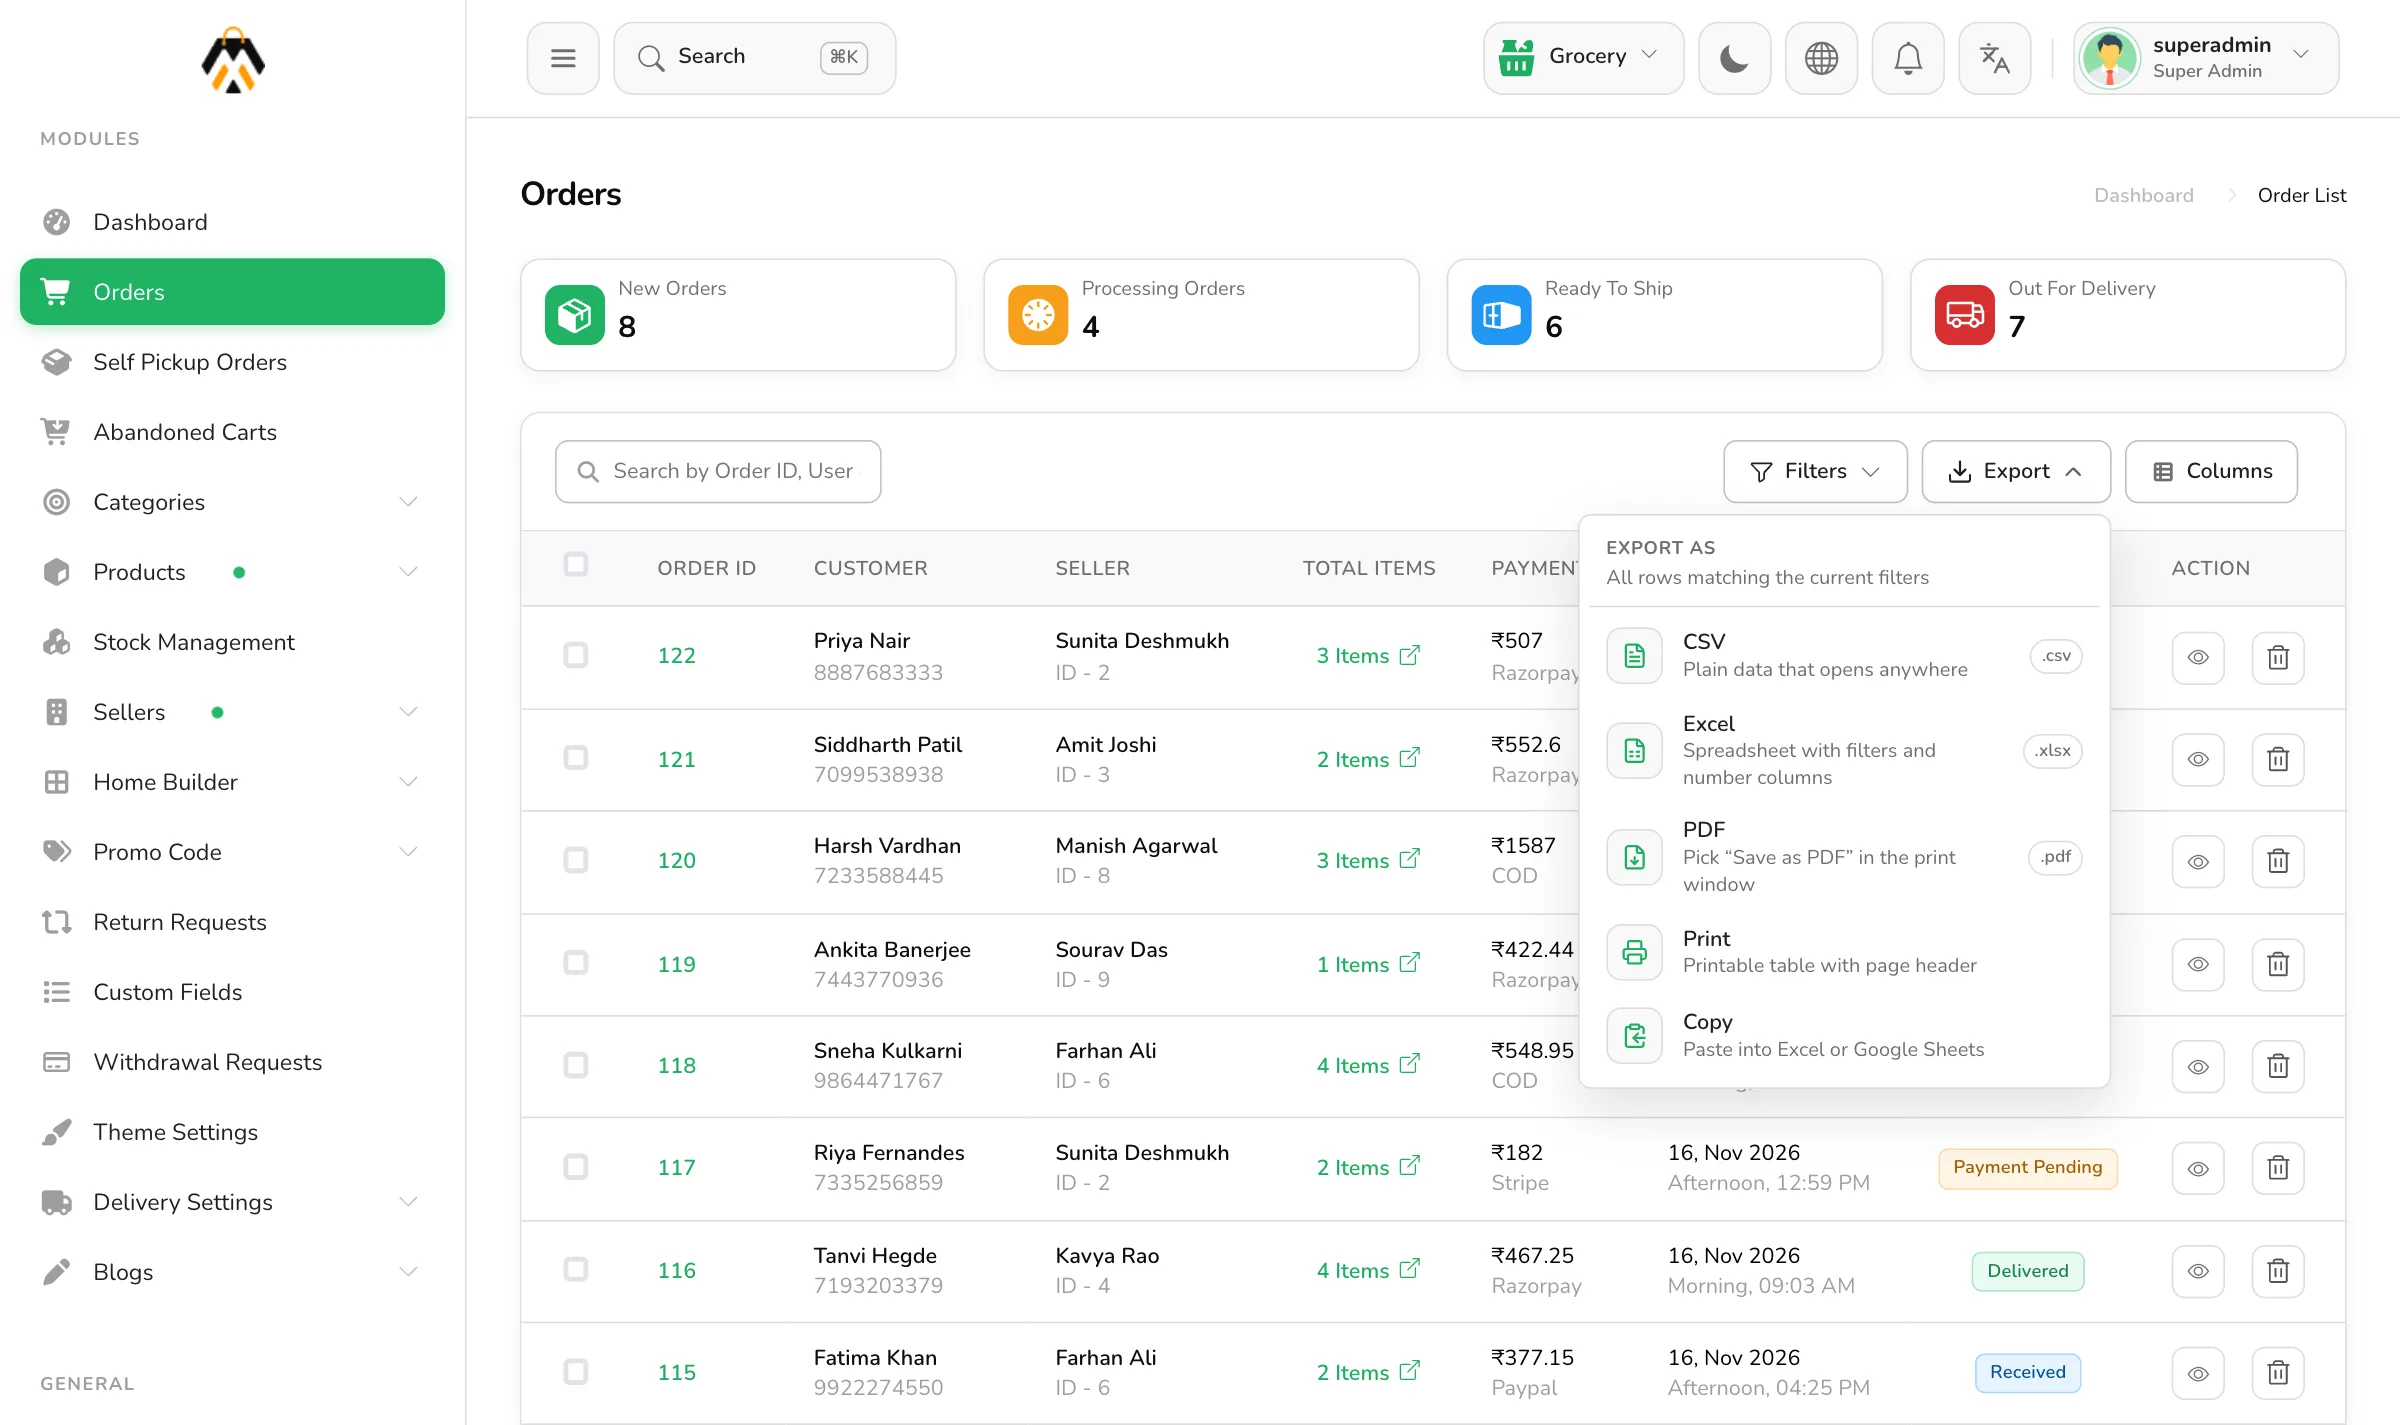 Search
⌘K
Grocery
superadmin
Super Admin
MODULES
Dashboard
Orders
Self Pickup Orders
Abandoned Carts
Categories
Products
Stock Management
Sellers
Home Builder
Promo Code
Return Requests
Custom Fields
Withdrawal Requests
Theme Settings
Delivery Settings
Blogs
GENERAL
Orders
Dashboard
Order List
New Orders
8
Processing Orders
4
Ready To Ship
6
Out For Delivery
7
Search by Order ID, User
Filters
Export
Columns
ORDER ID
CUSTOMER
SELLER
TOTAL ITEMS
PAYMENT
ACTION
EXPORT AS
All rows matching the current filters
CSV
Plain data that opens anywhere
.csv
Excel
Spreadsheet with filters and
number columns
.xlsx
PDF
Pick “Save as PDF” in the print
window
.pdf
Print
Printable table with page header
Copy
Paste into Excel or Google Sheets
122
Priya Nair
8887683333
Sunita Deshmukh
ID - 2
3 Items
₹507
Razorpay
121
Siddharth Patil
7099538938
Amit Joshi
ID - 3
2 Items
₹552.6
Razorpay
120
Harsh Vardhan
7233588445
Manish Agarwal
ID - 8
3 Items
₹1587
COD
119
Ankita Banerjee
7443770936
Sourav Das
ID - 9
1 Items
₹422.44
Razorpay
118
Sneha Kulkarni
9864471767
Farhan Ali
ID - 6
4 Items
₹548.95
COD
117
Riya Fernandes
7335256859
Sunita Deshmukh
ID - 2
2 Items
₹182
Stripe
16, Nov 2026
Afternoon, 12:59 PM
Payment Pending
116
Tanvi Hegde
7193203379
Kavya Rao
ID - 4
4 Items
₹467.25
Razorpay
16, Nov 2026
Morning, 09:03 AM
Delivered
115
Fatima Khan
9922274550
Farhan Ali
ID - 6
2 Items
₹377.15
Paypal
16, Nov 2026
Afternoon, 04:25 PM
Received